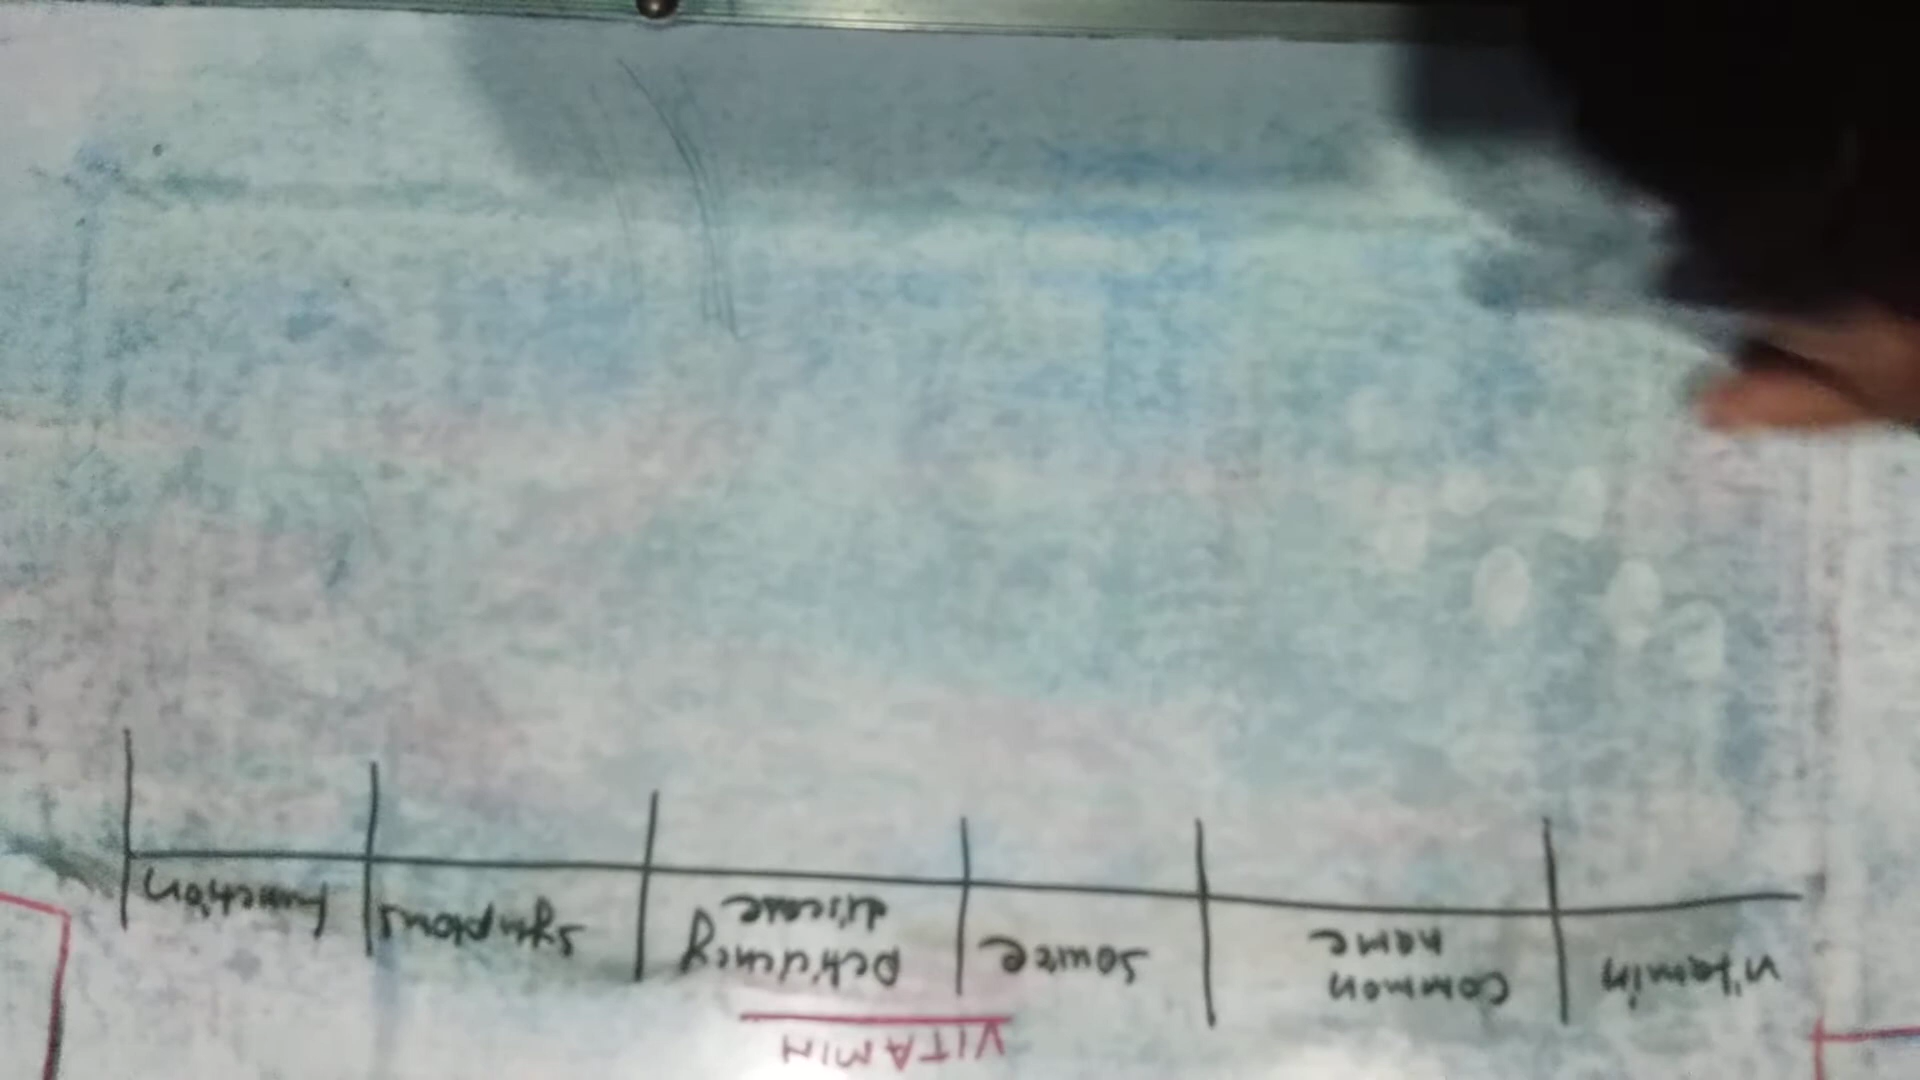 VITAMIN
vitamin
common
name
source
Deficiency
disease
symptoms
function